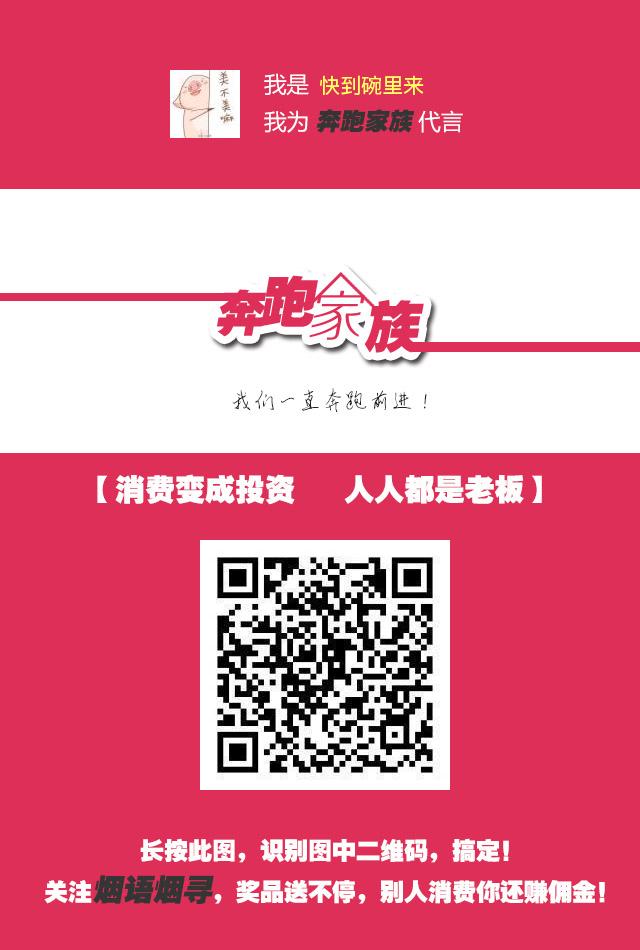 美不美嘛
我是 快到碗里来
我为 奔跑家族 代言
奔跑家族
我们一直奔跑前进！
【消费变成投资 人人都是老板】
长按此图，识别图中二维码，搞定！
关注烟语烟寻，奖品送不停，别人消费你还赚佣金！